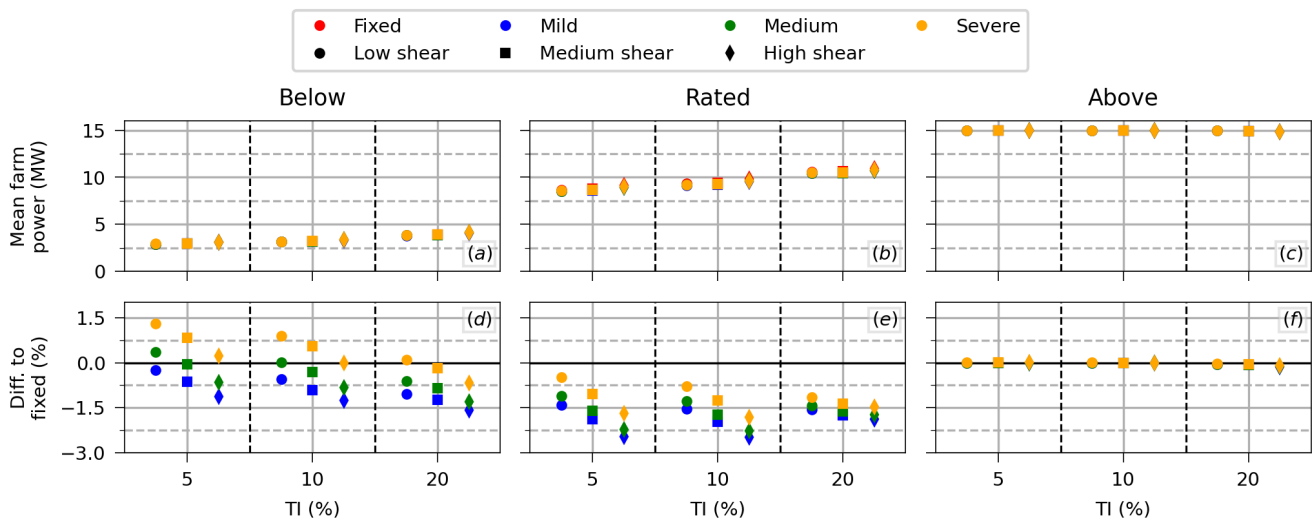 Fixed Mild Medium Severe
Low shear Medium shear High shear
Below Rated Above
Mean farm
power (MW)
15
10
5
0
(a) (b) (c)
Diff. to
fixed (%)
1.5
0.0
−1.5
−3.0
(d) (e) (f)
5 10 20 5 10 20 5 10 20
TI (%) TI (%) TI (%)